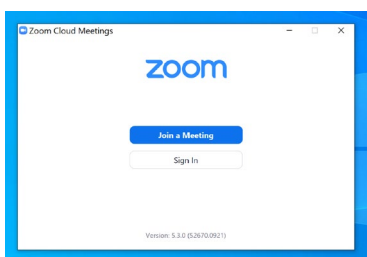 Zoom Cloud Meetings
zoom
Join a Meeting
Sign In
Version: 5.3.0 (52670.0921)